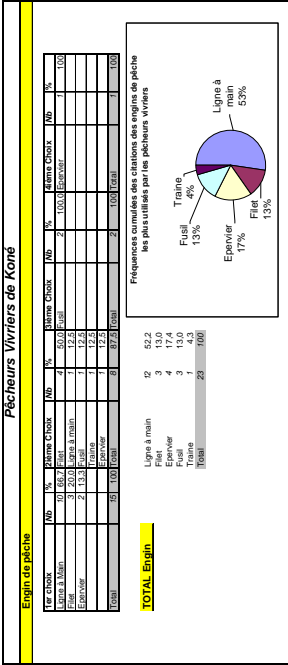 Pêcheurs Vivriers de Koné
Engin de pêche
1er choix Nb % 2ième Choix Nb % 3ième Choix Nb % 4ième Choix Nb %
Ligne à Main 10 66,7 Filet 4 50,0 Fusil 2 100,0 Epervier 1 100
Filet 3 20,0 Ligne à main 1 12,5
Epervier 2 13,3 Fusil 1 12,5
Traine 1 12,5
Epervier 1 12,5
Total 15 100 Total 8 87,5 Total 2 100 Total 1 100
TOTAL Engin
Ligne à main 12 52,2
Filet 3 13,0
Epervier 4 17,4
Fusil 3 13,0
Traine 1 4,3
Total 23 100
Fréquences cumulées des citations des engins de pêche
les plus utilisés par les pêcheurs vivriers
Ligne à
main
53%
Filet
13%
Epervier
17%
Fusil
13%
Traine
4%